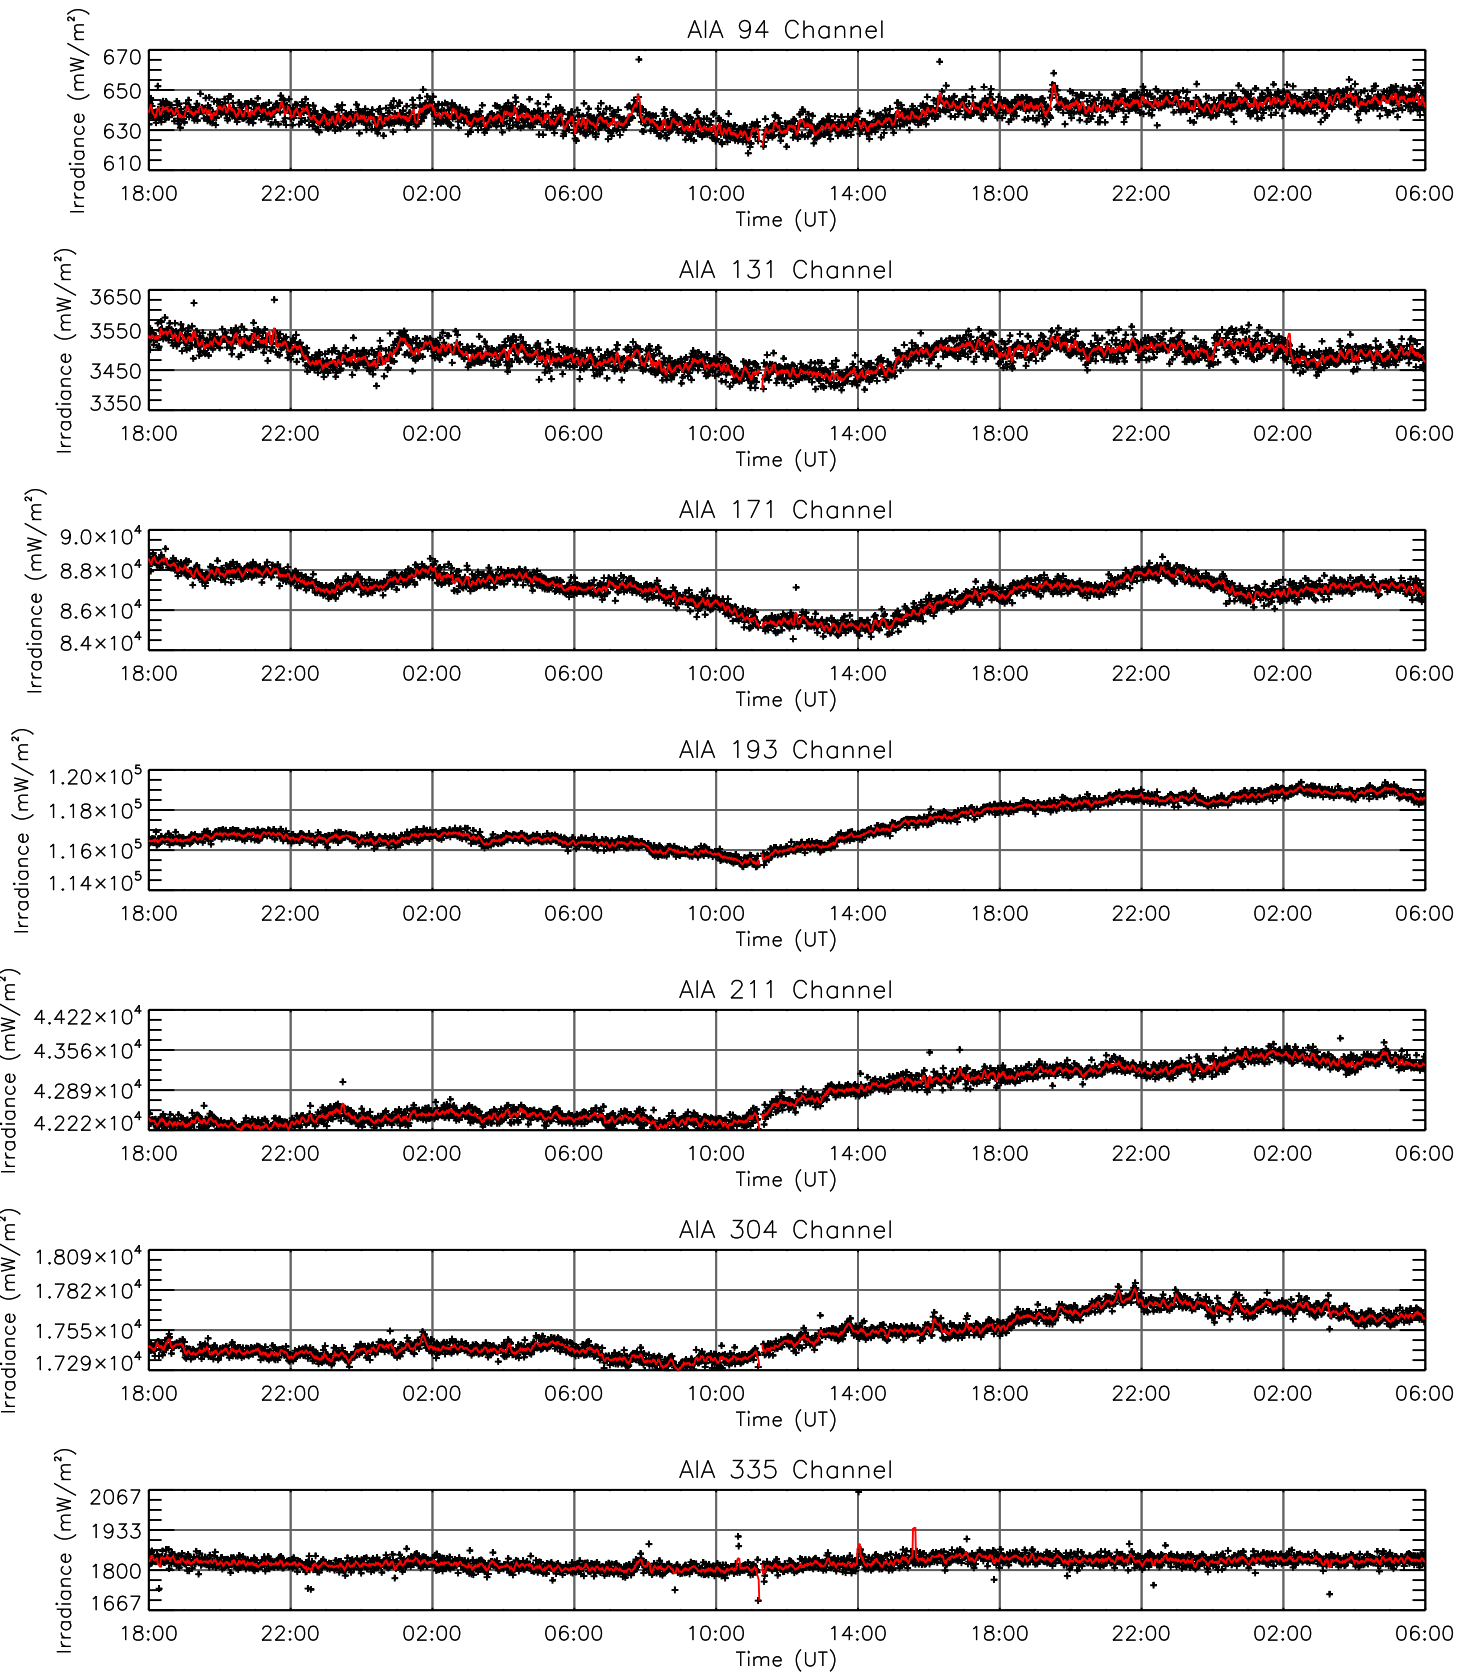 AIA 94 Channel
Irradiance (mW/m²)
670
650
630
610
18:00 22:00 02:00 06:00 10:00 14:00 18:00 22:00 02:00 06:00
Time (UT)
AIA 131 Channel
Irradiance (mW/m²)
3650
3550
3450
3350
18:00 22:00 02:00 06:00 10:00 14:00 18:00 22:00 02:00 06:00
Time (UT)
AIA 171 Channel
Irradiance (mW/m²)
9.0×10⁴
8.8×10⁴
8.6×10⁴
8.4×10⁴
18:00 22:00 02:00 06:00 10:00 14:00 18:00 22:00 02:00 06:00
Time (UT)
AIA 193 Channel
Irradiance (mW/m²)
1.20×10⁵
1.18×10⁵
1.16×10⁵
1.14×10⁵
18:00 22:00 02:00 06:00 10:00 14:00 18:00 22:00 02:00 06:00
Time (UT)
AIA 211 Channel
Irradiance (mW/m²)
4.422×10⁴
4.356×10⁴
4.289×10⁴
4.222×10⁴
18:00 22:00 02:00 06:00 10:00 14:00 18:00 22:00 02:00 06:00
Time (UT)
AIA 304 Channel
Irradiance (mW/m²)
1.809×10⁴
1.782×10⁴
1.755×10⁴
1.729×10⁴
18:00 22:00 02:00 06:00 10:00 14:00 18:00 22:00 02:00 06:00
Time (UT)
AIA 335 Channel
Irradiance (mW/m²)
2067
1933
1800
1667
18:00 22:00 02:00 06:00 10:00 14:00 18:00 22:00 02:00 06:00
Time (UT)